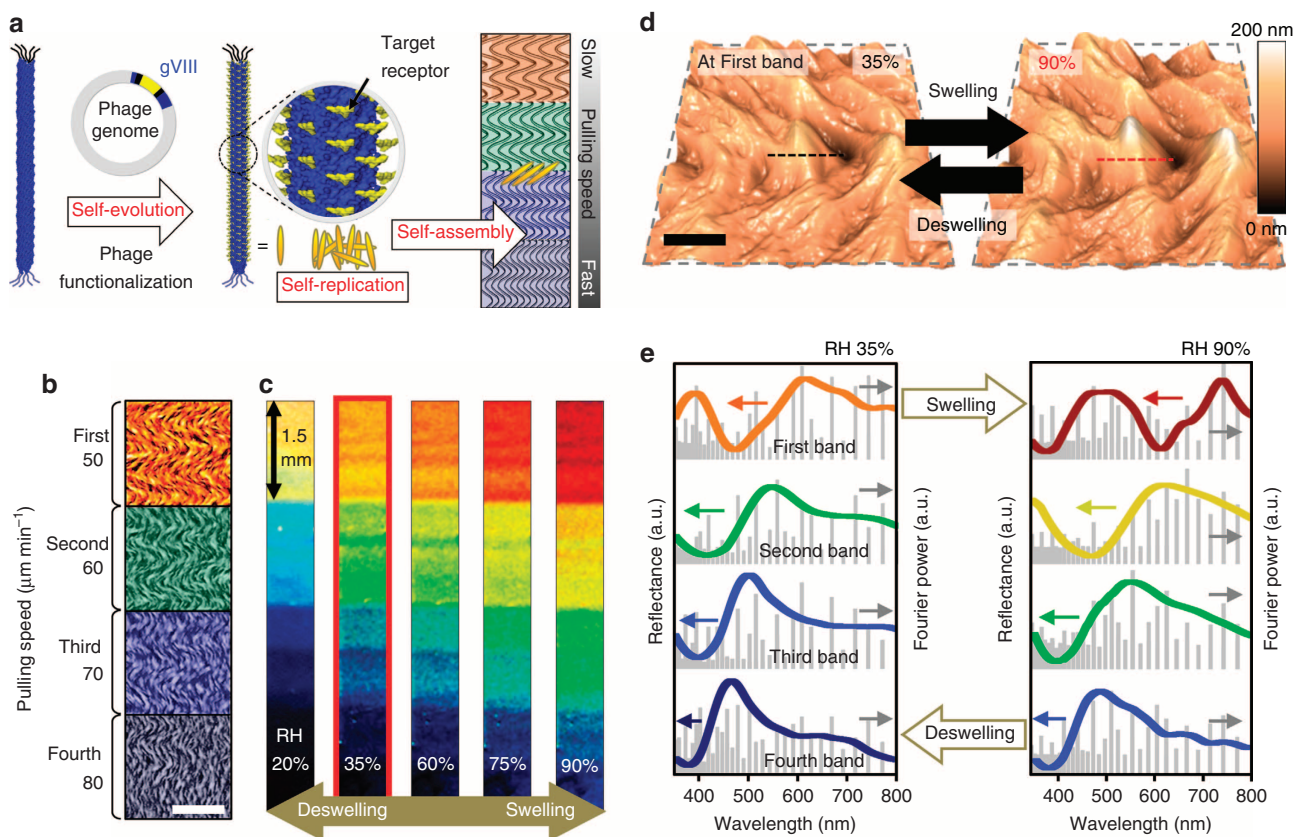 a
gVIII
Phage
genome
Self-evolution
Phage
functionalization
Target
receptor
=
Self-replication
Self-assembly
Slow
Pulling speed
Fast
d
At First band
35%
Swelling
Deswelling
90%
200 nm
0 nm
b
Pulling speed (μm min⁻¹)
First
50
Second
60
Third
70
Fourth
80
c
1.5
mm
RH
20%
35%
60%
75%
90%
Deswelling
Swelling
e
RH 35%
RH 90%
Reflectance (a.u.)
First band
Second band
Third band
Fourth band
Fourier power (a.u.)
Swelling
Deswelling
Reflectance (a.u.)
Fourier power (a.u.)
400 500 600 700 800
Wavelength (nm)
400 500 600 700 800
Wavelength (nm)